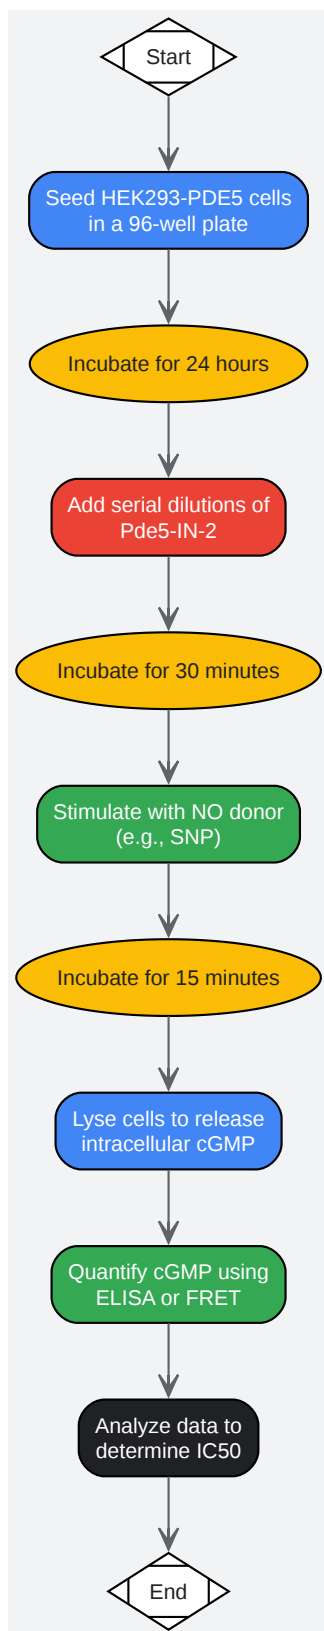 Start
Seed HEK293-PDE5 cells
in a 96-well plate
Incubate for 24 hours
Add serial dilutions of
Pde5-IN-2
Incubate for 30 minutes
Stimulate with NO donor
(e.g., SNP)
Incubate for 15 minutes
Lyse cells to release
intracellular cGMP
Quantify cGMP using
ELISA or FRET
Analyze data to
determine IC50
End